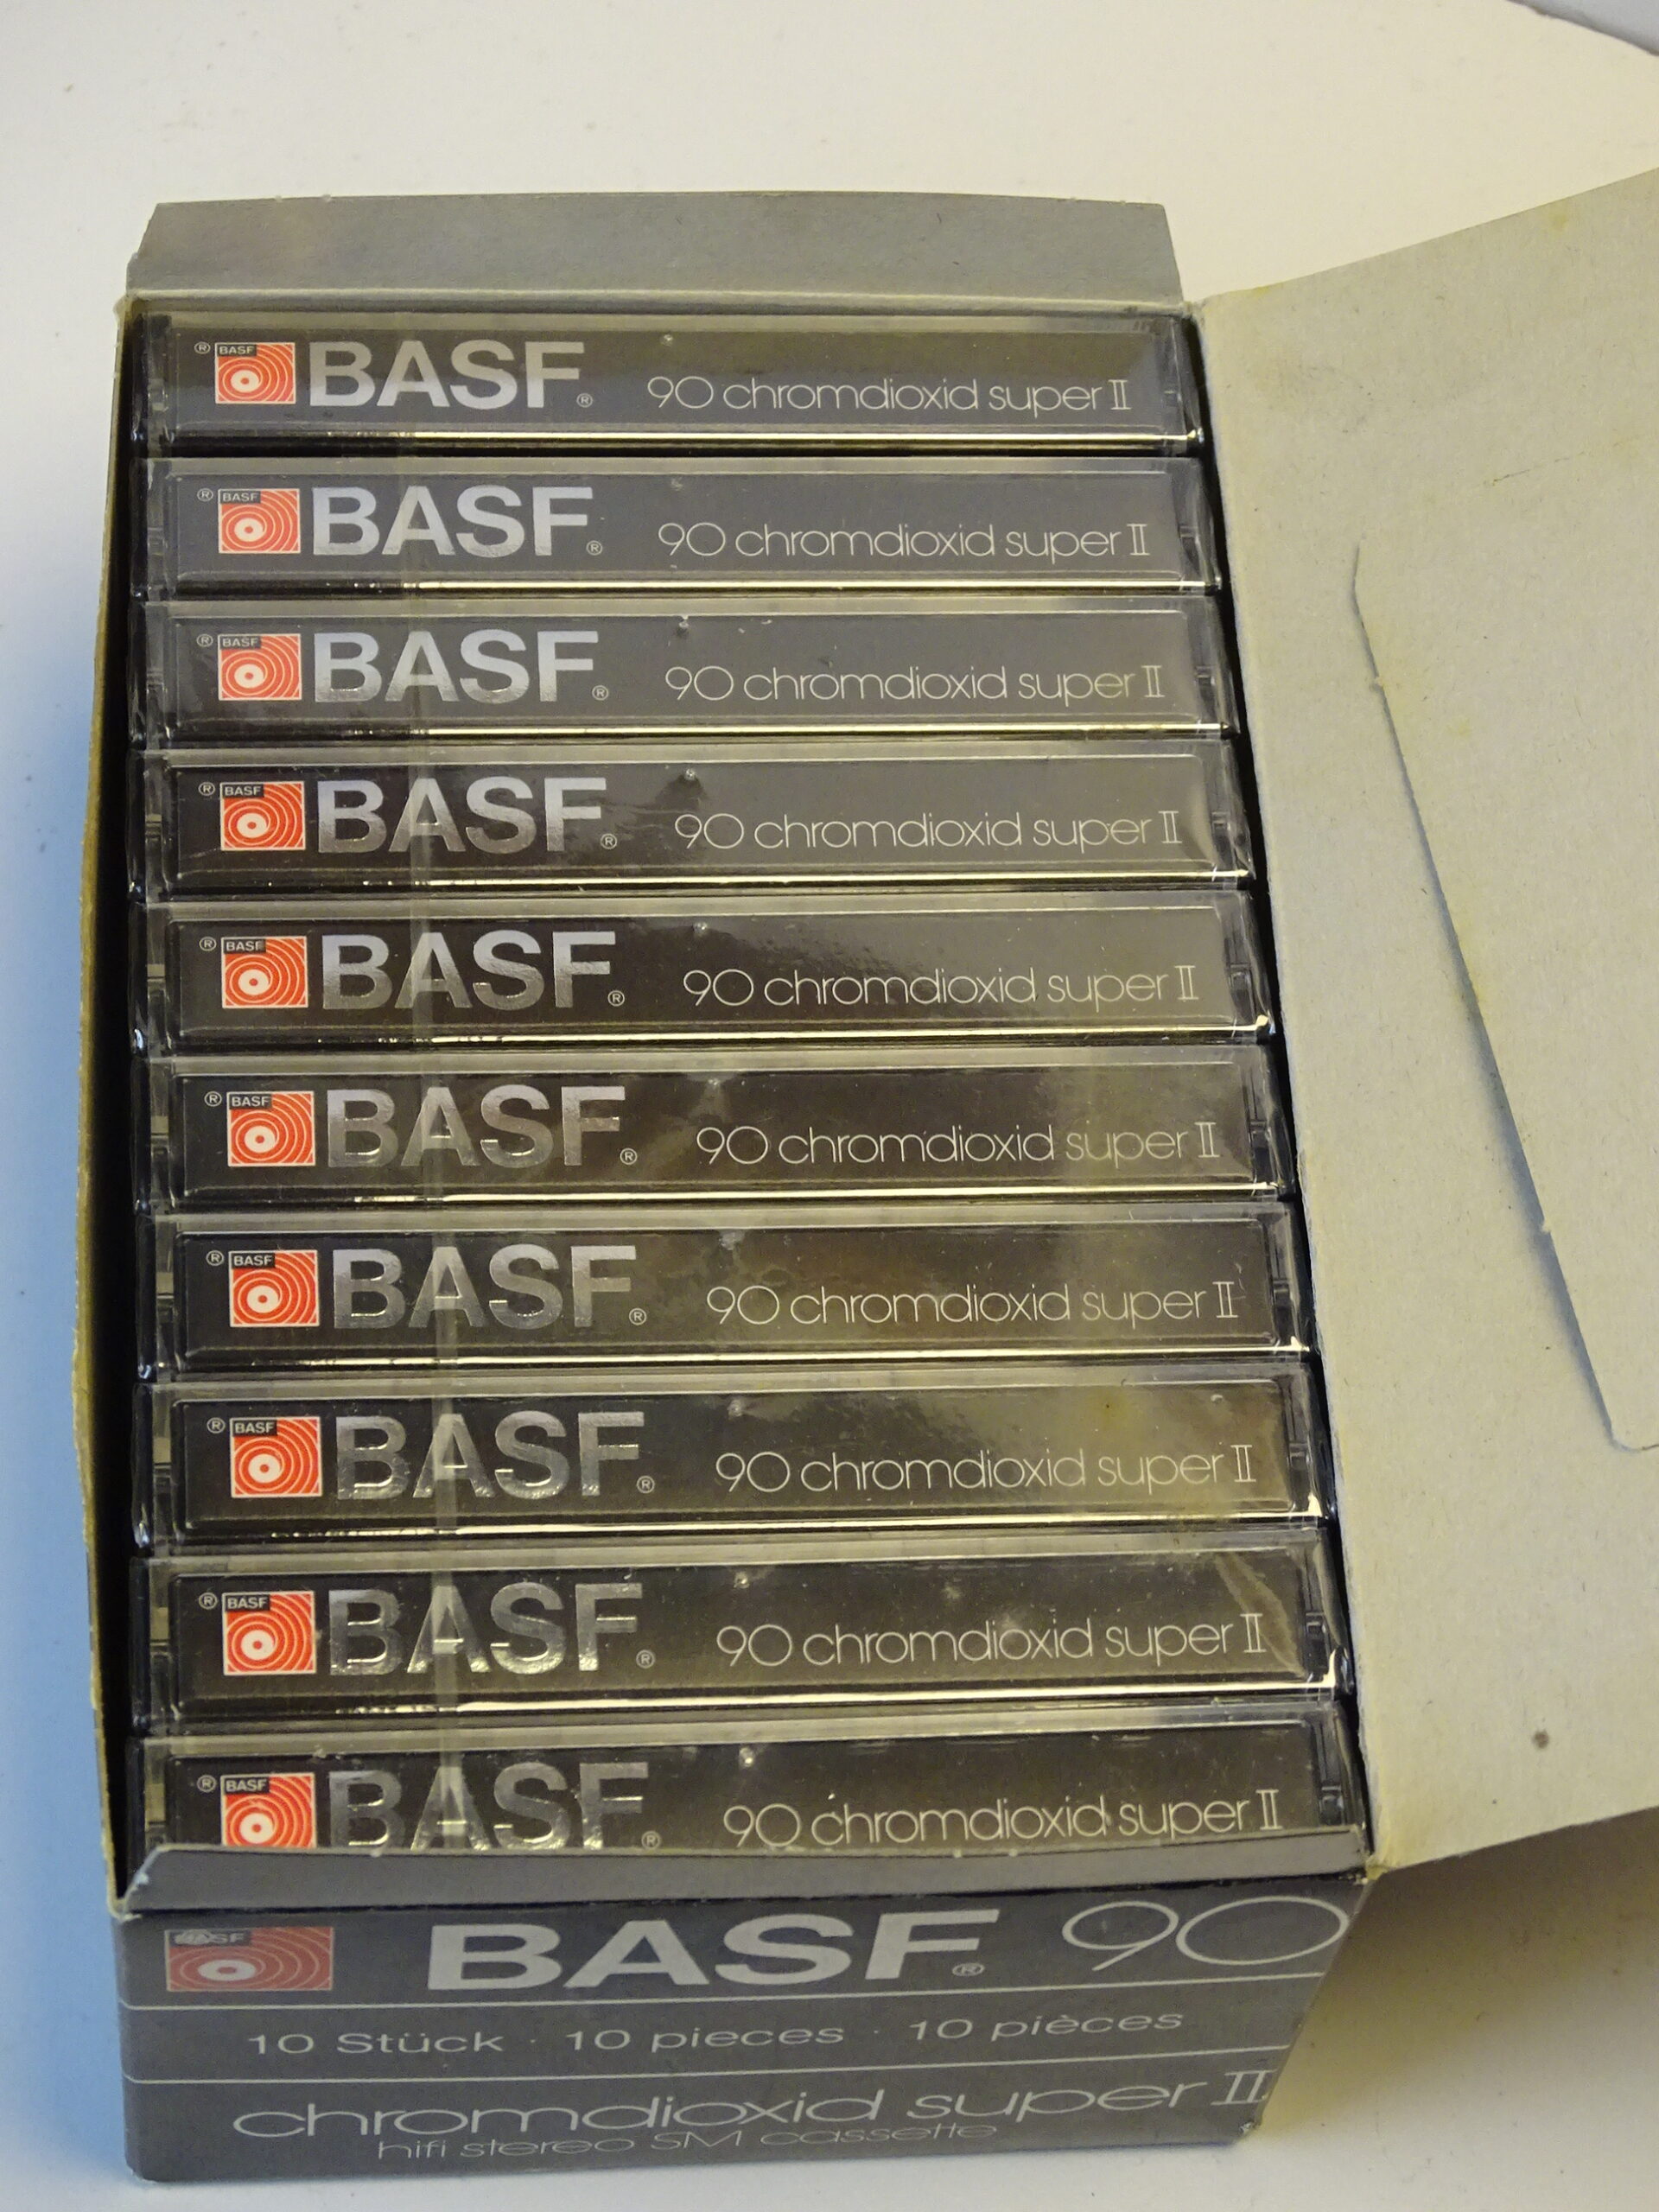 ® BASF BASF® 90 chromdioxid super II
® BASF BASF® 90 chromdioxid super II
® BASF BASF® 90 chromdioxid super II
® BASF BASF® 90 chromdioxid super II
® BASF BASF® 90 chromdioxid super II
® BASF BASF® 90 chromdioxid super II
® BASF BASF® 90 chromdioxid super II
® BASF BASF® 90 chromdioxid super II
® BASF BASF® 90 chromdioxid super II
® BASF BASF® 90 chromdioxid super II
BASF BASF® 90
10 Stück · 10 pieces · 10 pièces
chromdioxid super II
hifi stereo SM cassette